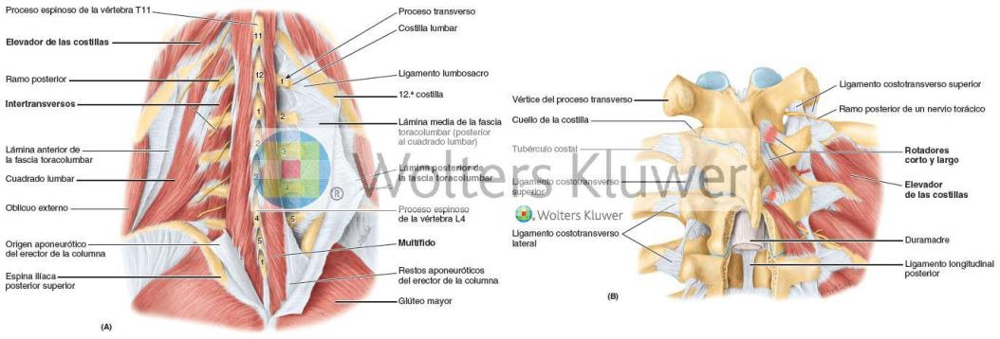 Proceso espinoso de la vértebra T11
Elevador de las costillas
Ramo posterior
Intertransversos
Lámina anterior de
la fascia toracolumbar
Cuadrado lumbar
Oblicuo externo
Origen aponeurótico
del erector de la columna
Espina ilíaca
posterior superior
11
12
1
2
3
4
5
1
1
2
3
4
5
Proceso transverso
Costilla lumbar
Ligamento lumbosacro
12.ª costilla
Lámina media de la fascia
toracolumbar (posterior
al cuadrado lumbar)
Lámina posterior de
la fascia toracolumbar
Proceso espinoso
de la vértebra L4
Multífido
Restos aponeuróticos
del erector de la columna
Glúteo mayor
(A)
Wolters Kluwer
®
Vértice del proceso transverso
Cuello de la costilla
Tubérculo costal
Ligamento costotransverso
superior
® Wolters Kluwer
Ligamento costotransverso
lateral
Ligamento costotransverso superior
Ramo posterior de un nervio torácico
Rotadores
corto y largo
Elevador
de las costillas
Duramadre
Ligamento longitudinal
posterior
(B)